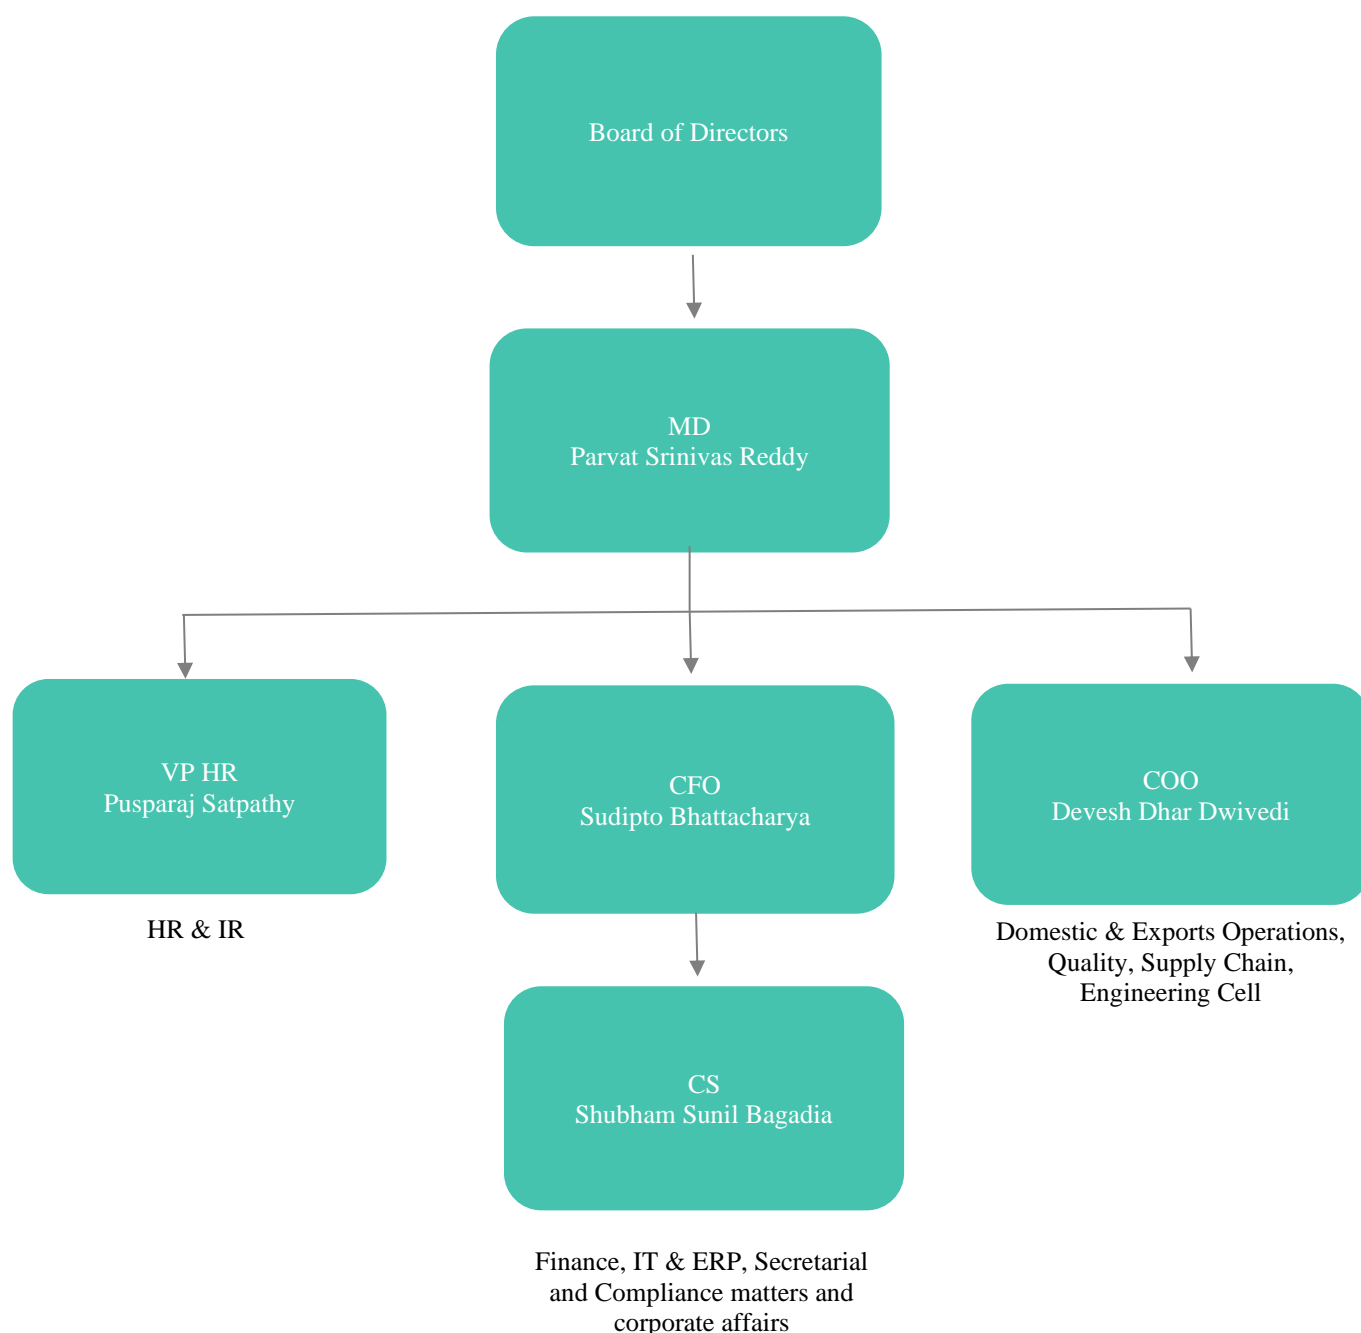 Board of Directors
MD
Parvat Srinivas Reddy
VP HR
Pusparaj Satpathy
CFO
Sudipto Bhattacharya
COO
Devesh Dhar Dwivedi
HR & IR
Domestic & Exports Operations,
Quality, Supply Chain,
Engineering Cell
CS
Shubham Sunil Bagadia
Finance, IT & ERP, Secretarial
and Compliance matters and
corporate affairs